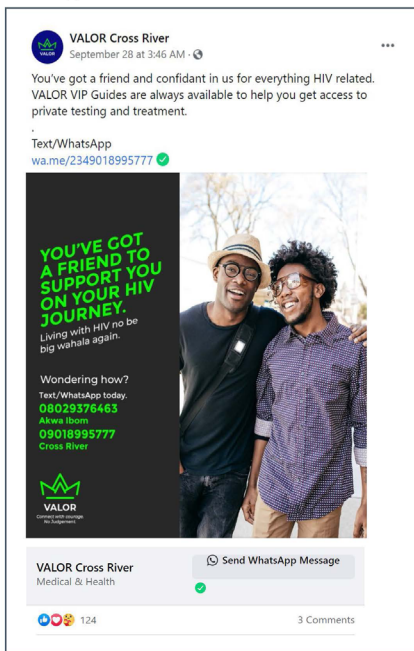 VALOR Cross River
September 28 at 3:46 AM ·
You've got a friend and confidant in us for everything HIV related.
VALOR VIP Guides are always available to help you get access to
private testing and treatment.
.
Text/WhatsApp
wa.me/2349018995777
YOU'VE GOT
A FRIEND TO
SUPPORT YOU
ON YOUR HIV
JOURNEY.
Living with HIV no be
big wahala again.
Wondering how?
Text/WhatsApp today.
08029376463
Akwa Ibom
09018995777
Cross River
VALOR
Connect with courage.
No Judgement.
VALOR Cross River
Medical & Health
Send WhatsApp Message
124
3 Comments